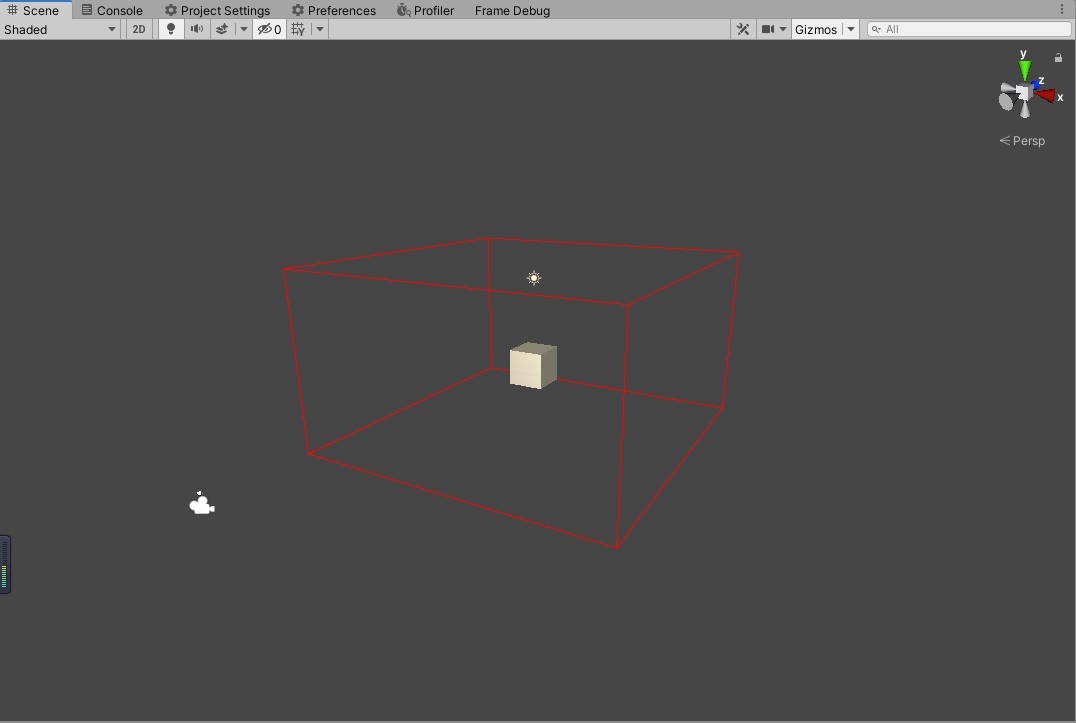 Scene Console Project Settings Preferences Profiler Frame Debug
Shaded 2D 0 Gizmos All
y
z
x
Persp